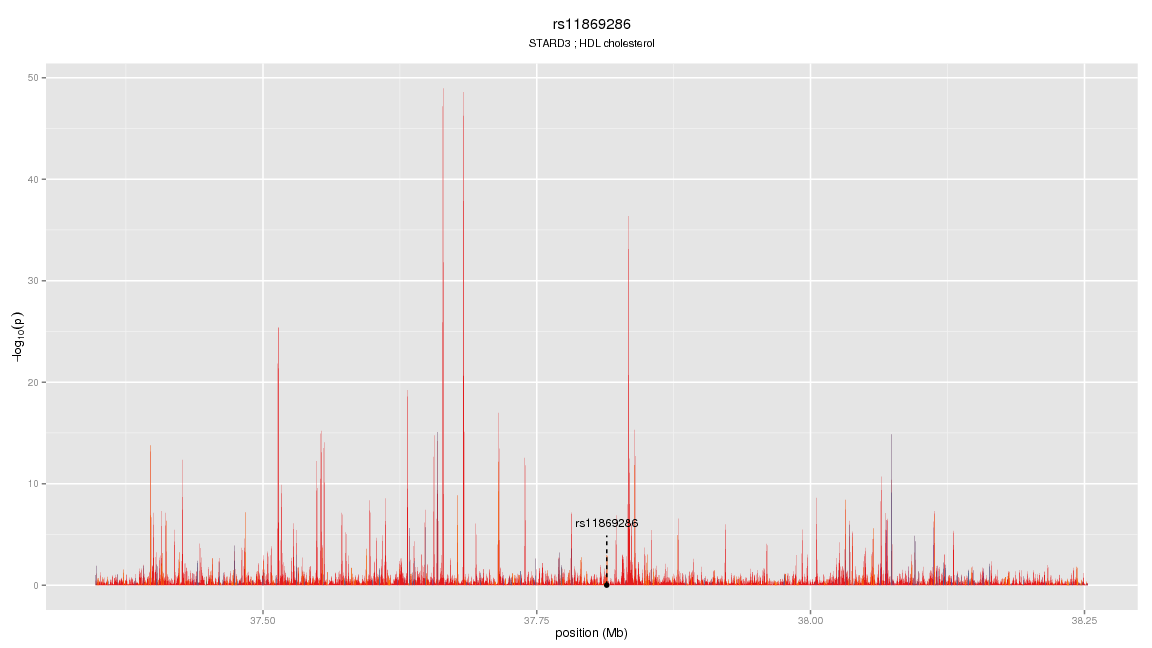 rs11869286
STARD3 ; HDL cholesterol
50
40
30
20
10
0
−log10(p)
rs11869286
37.50
37.75
38.00
38.25
position (Mb)